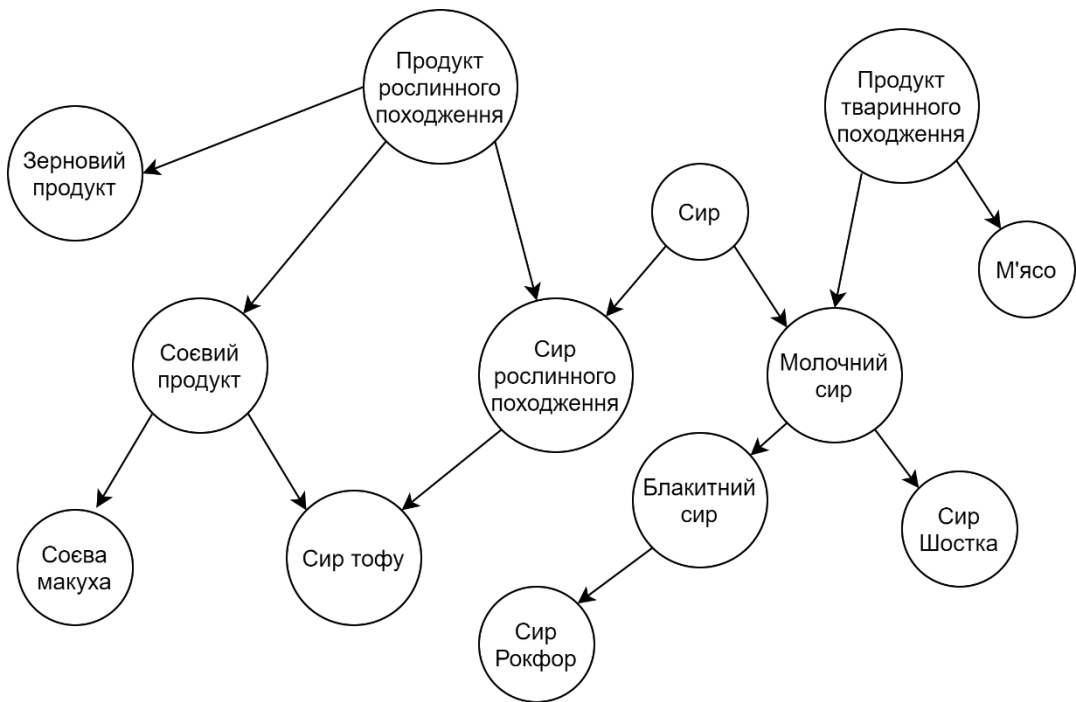 Продукт
рослинного
походження
Продукт
тваринного
походження
Зерновий
продукт
Сир
М'ясо
Соєвий
продукт
Сир
рослинного
походження
Молочний
сир
Блакитний
сир
Сир
Шостка
Соєва
макуха
Сир тофу
Сир
Рокфор